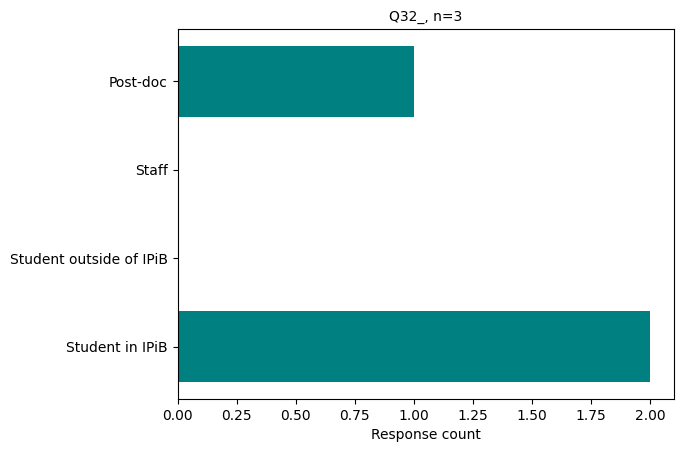 Q32_, n=3
Post-doc
Staff
Student outside of IPiB
Student in IPiB
0.00 0.25 0.50 0.75 1.00 1.25 1.50 1.75 2.00
Response count